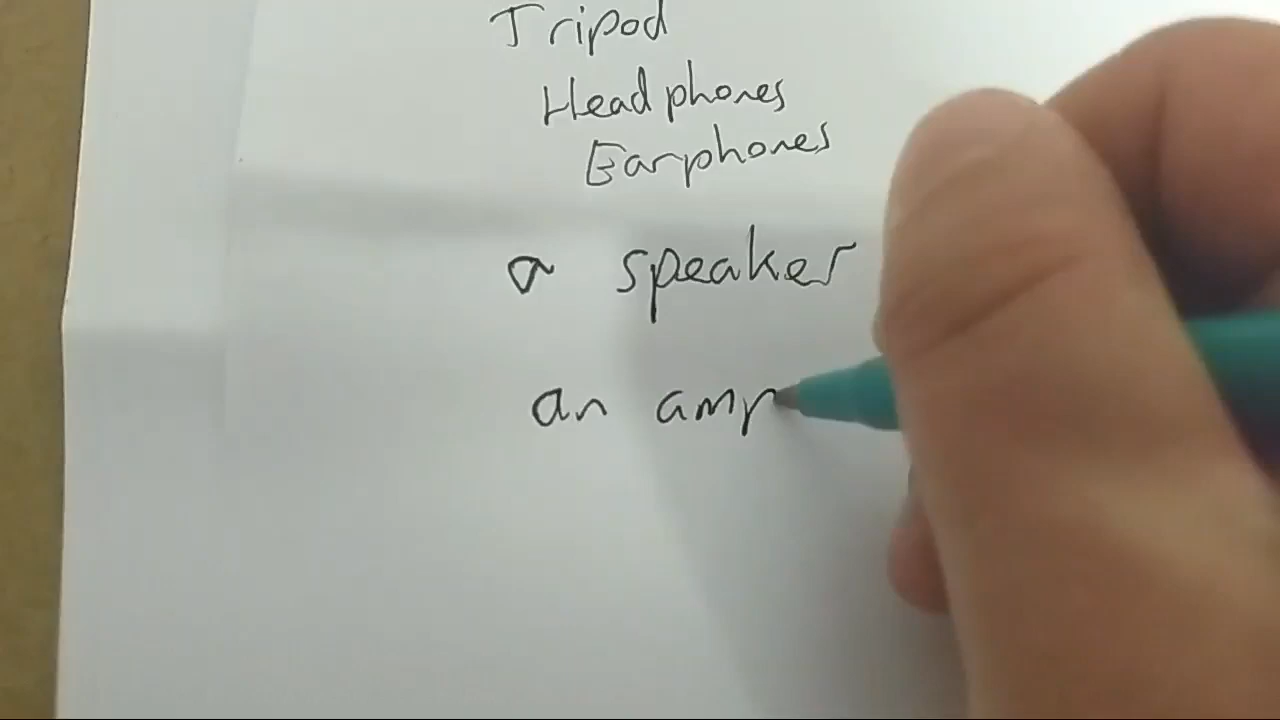 Tripod
Headphones
Earphones
a speaker
an amp